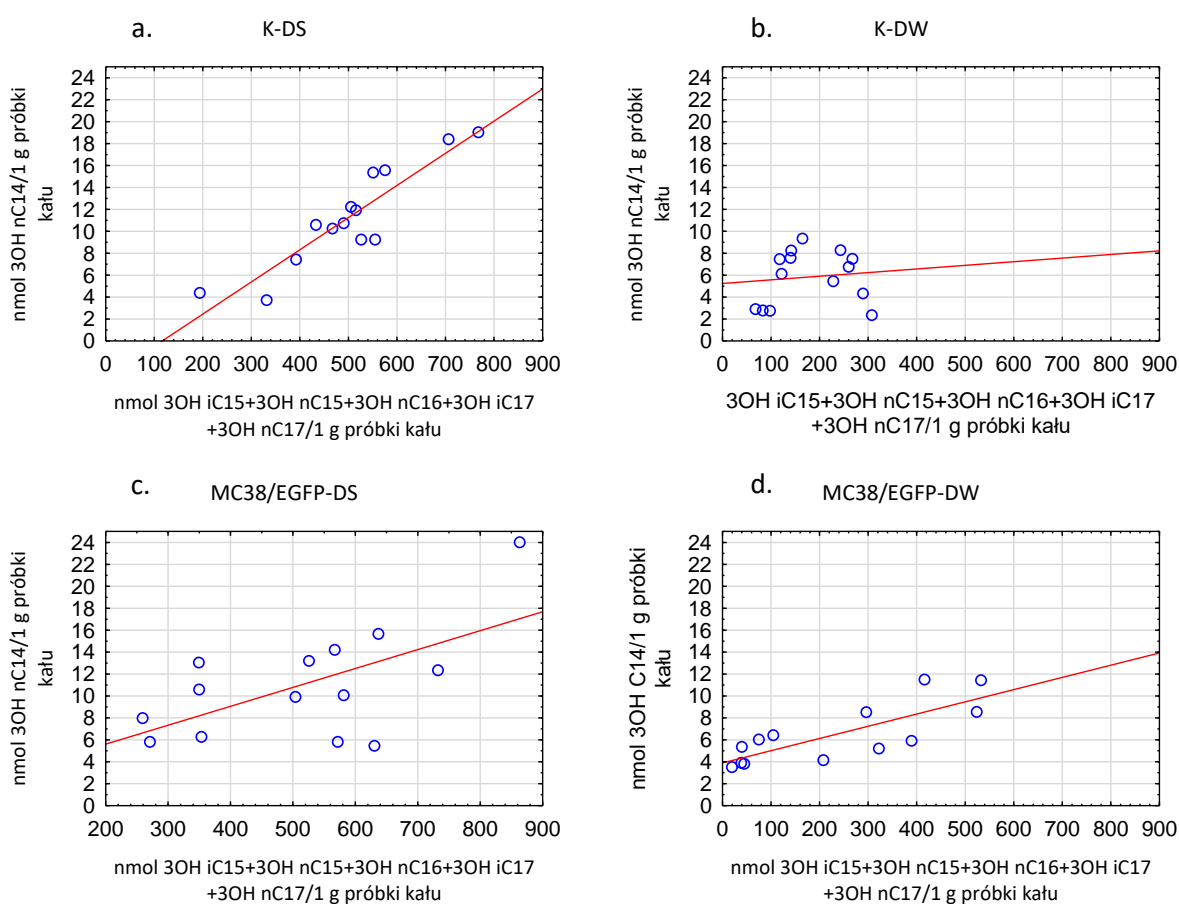 a. K-DS
nmol 3OH nC14/1 g próbki
kału
24
22
20
18
16
14
12
10
8
6
4
2
0
0 100 200 300 400 500 600 700 800 900
nmol 3OH iC15+3OH nC15+3OH nC16+3OH iC17
+3OH nC17/1 g próbki kału
b. K-DW
nmol 3OH nC14/1 g próbki
kału
24
22
20
18
16
14
12
10
8
6
4
2
0
0 100 200 300 400 500 600 700 800 900
3OH iC15+3OH nC15+3OH nC16+3OH iC17
+3OH nC17/1 g próbki kału
c. MC38/EGFP-DS
nmol 3OH nC14/1 g próbki
kału
24
22
20
18
16
14
12
10
8
6
4
2
0
200 300 400 500 600 700 800 900
nmol 3OH iC15+3OH nC15+3OH nC16+3OH iC17
+3OH nC17/1 g próbki kału
d. MC38/EGFP-DW
nmol 3OH C14/1 g próbki
kału
24
22
20
18
16
14
12
10
8
6
4
2
0
0 100 200 300 400 500 600 700 800 900
nmol 3OH iC15+3OH nC15+3OH nC16+3OH iC17
+3OH nC17/1 g próbki kału